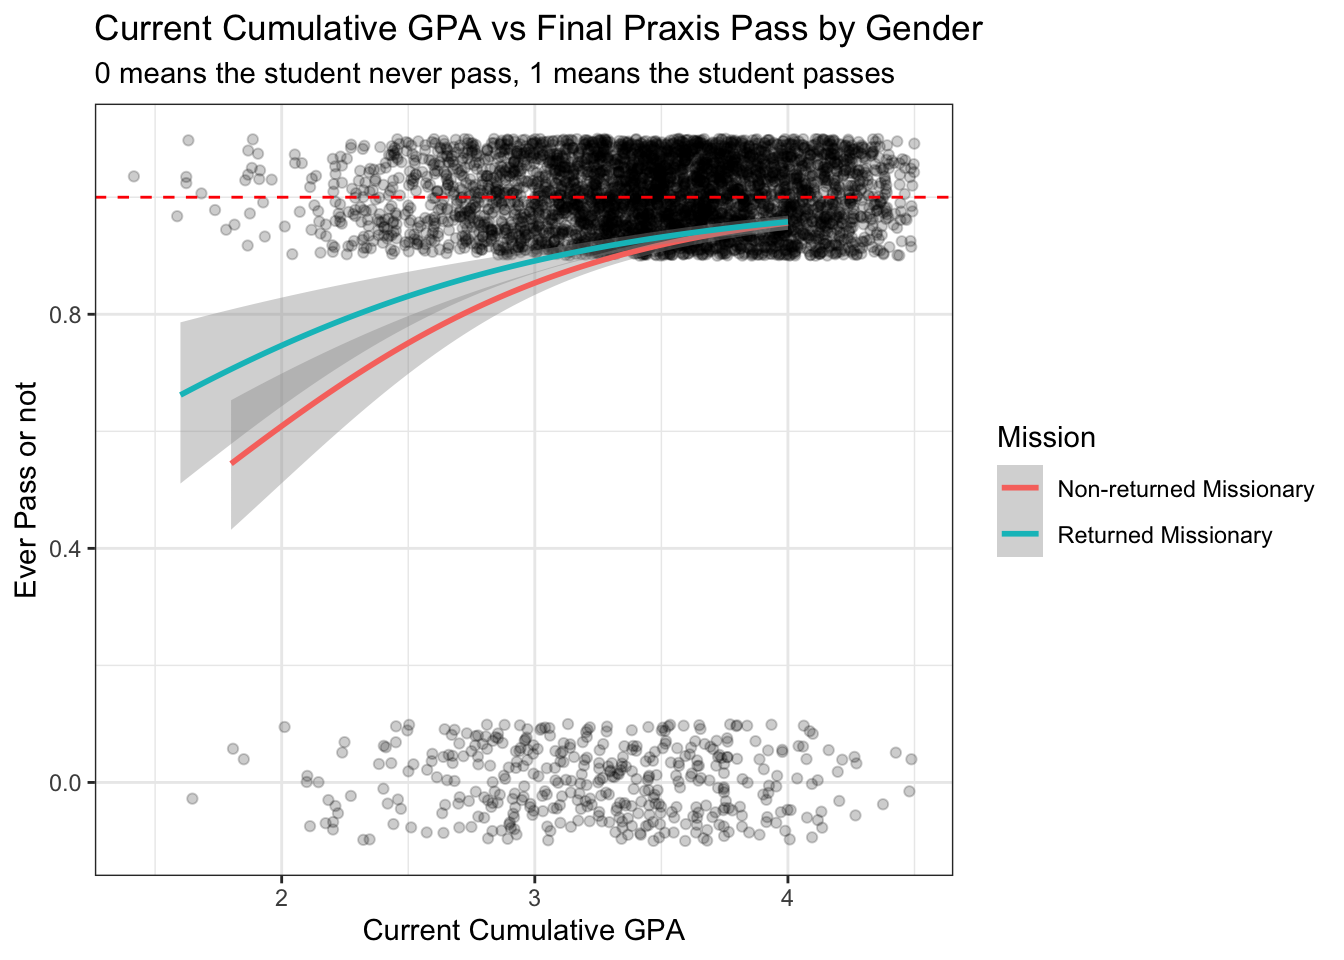 Current Cumulative GPA vs Final Praxis Pass by Gender
0 means the student never pass, 1 means the student passes
0.8
0.4
0.0
Ever Pass or not
2 3 4
Current Cumulative GPA
Mission
Non-returned Missionary
Returned Missionary